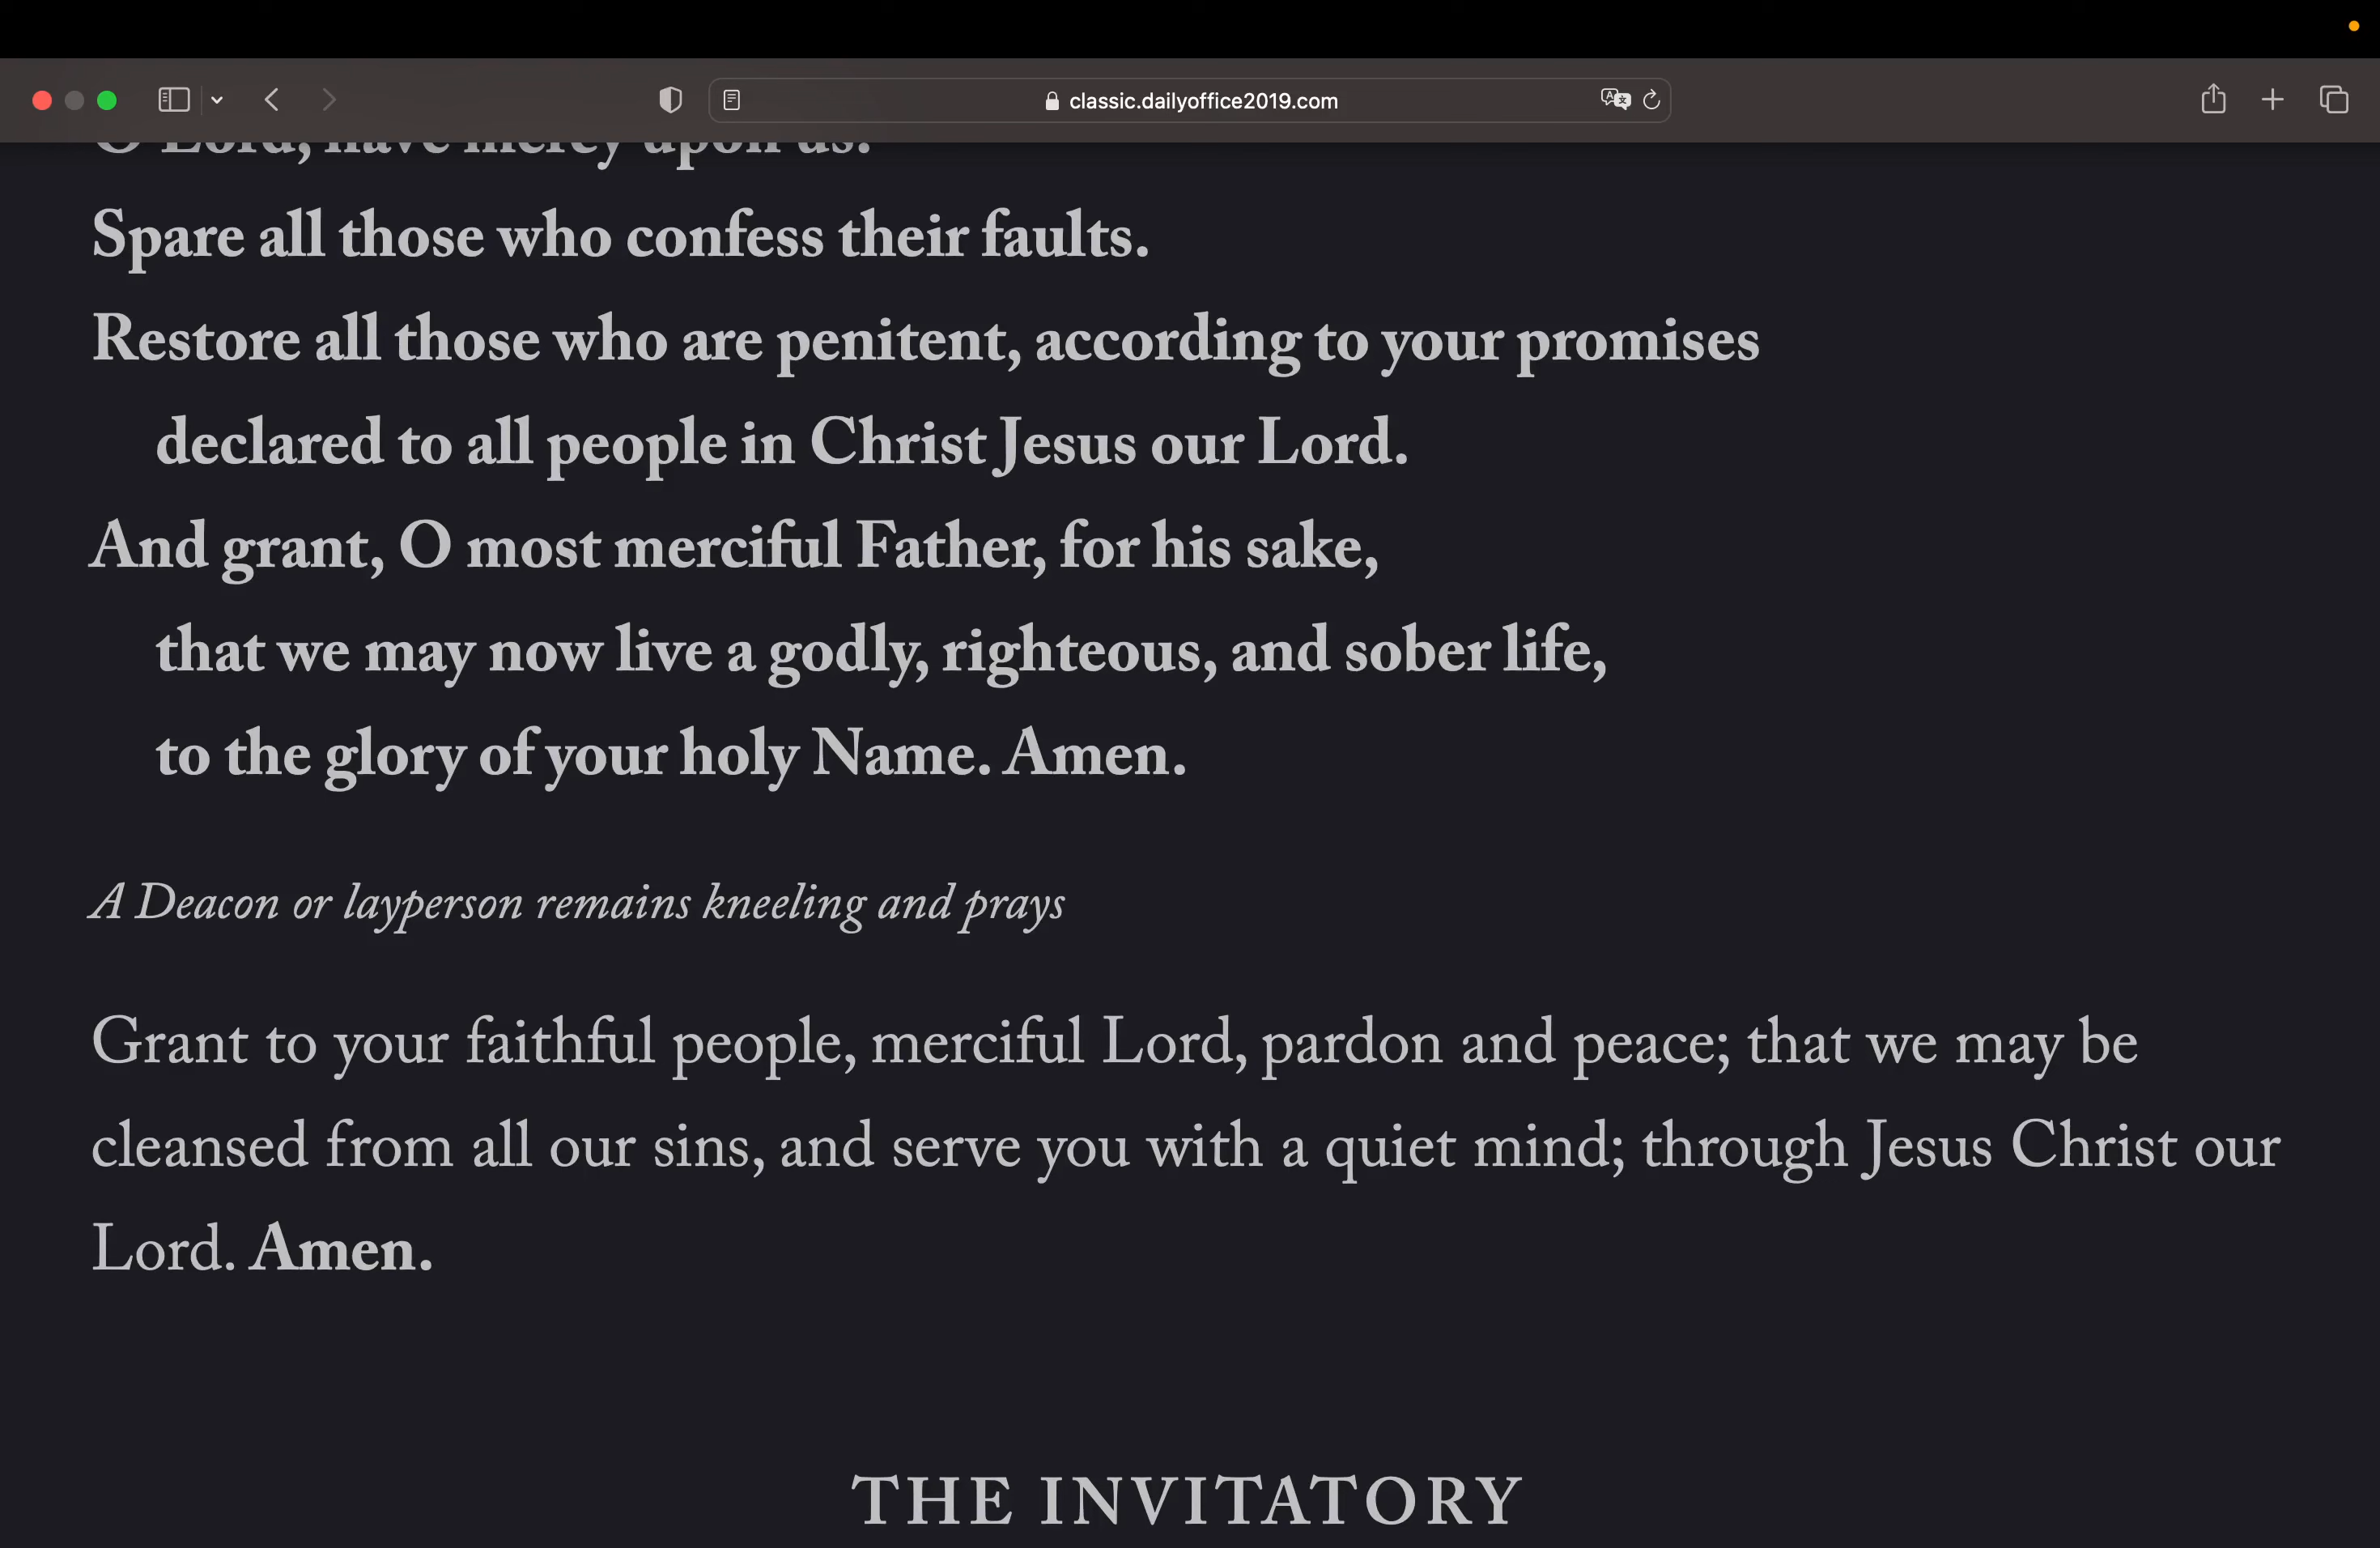 classic.dailyoffice2019.com
O Lord, have mercy upon us.
Spare all those who confess their faults.
Restore all those who are penitent, according to your promises
declared to all people in Christ Jesus our Lord.
And grant, O most merciful Father, for his sake,
that we may now live a godly, righteous, and sober life,
to the glory of your holy Name. Amen.
A Deacon or layperson remains kneeling and prays
Grant to your faithful people, merciful Lord, pardon and peace; that we may be
cleansed from all our sins, and serve you with a quiet mind; through Jesus Christ our
Lord. Amen.
THE INVITATORY